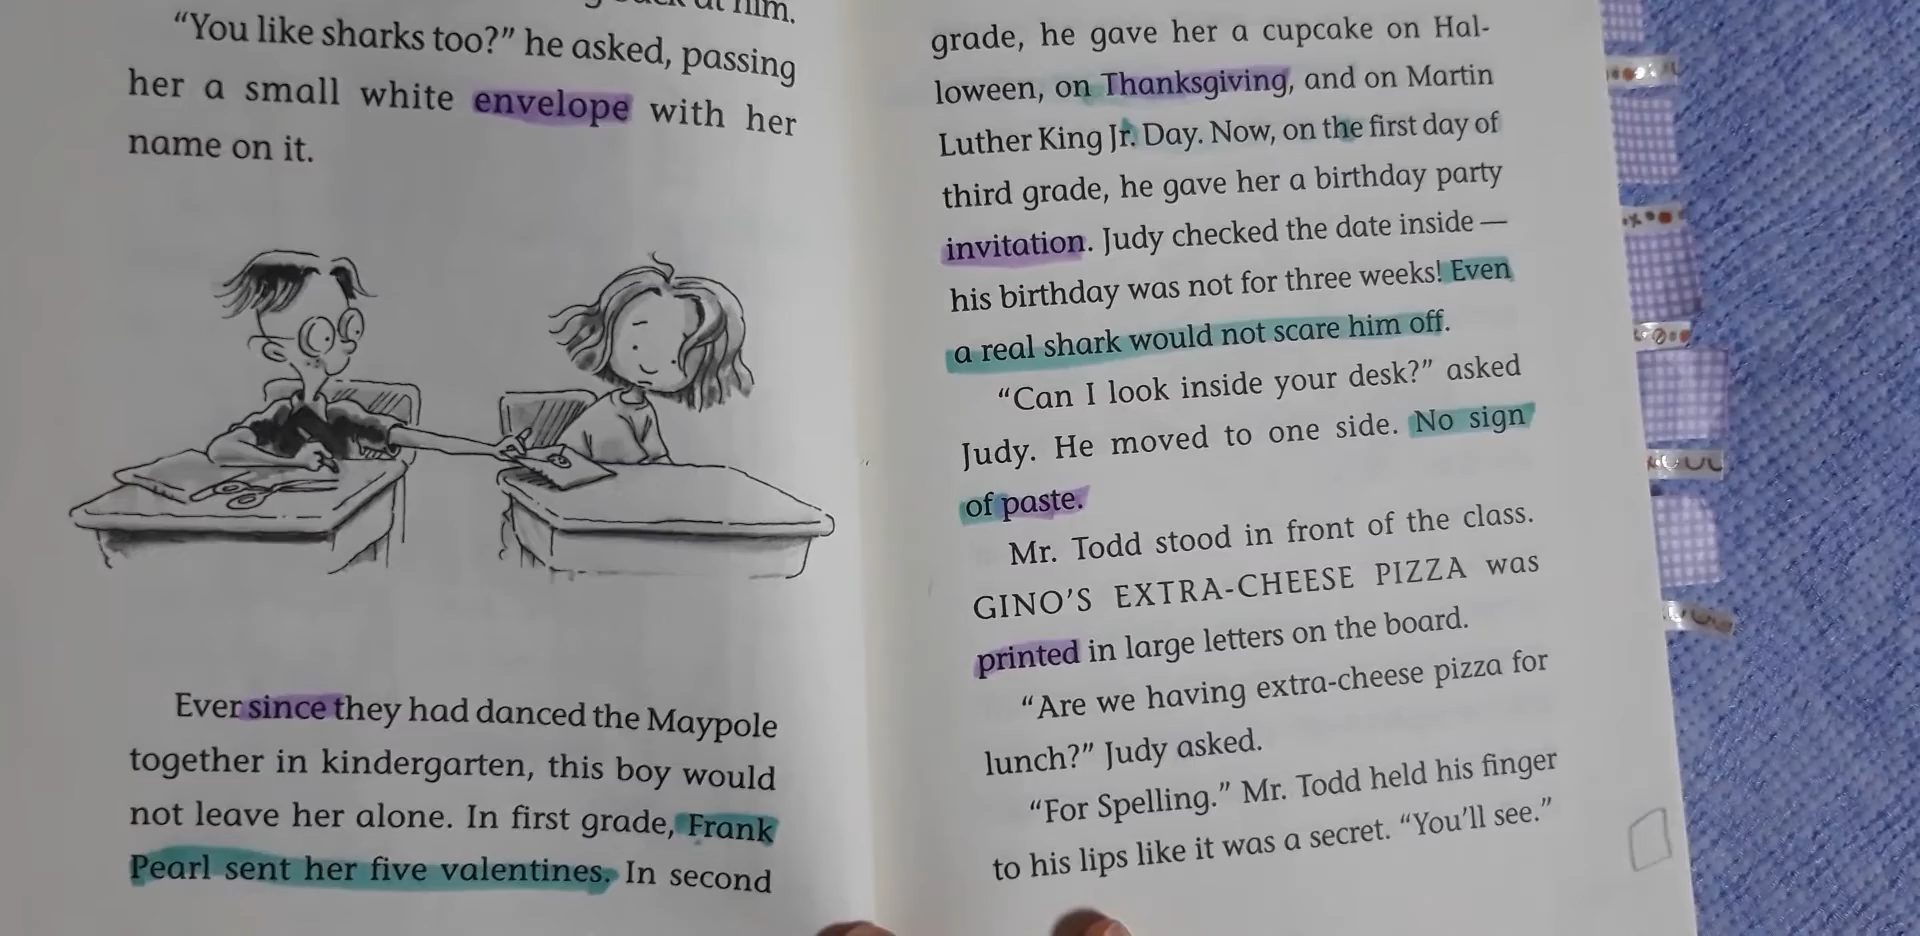 at him.
“You like sharks too?” he asked, passing
her a small white envelope with her
name on it.
Ever since they had danced the Maypole
together in kindergarten, this boy would
not leave her alone. In first grade, Frank
Pearl sent her five valentines. In second
grade, he gave her a cupcake on Hal-
loween, on Thanksgiving, and on Martin
Luther King Jr. Day. Now, on the first day of
third grade, he gave her a birthday party
invitation. Judy checked the date inside —
his birthday was not for three weeks! Even
a real shark would not scare him off.
“Can I look inside your desk?” asked
Judy. He moved to one side. No sign
of paste.
Mr. Todd stood in front of the class.
GINO’S EXTRA-CHEESE PIZZA was
printed in large letters on the board.
“Are we having extra-cheese pizza for
lunch?” Judy asked.
“For Spelling.” Mr. Todd held his finger
to his lips like it was a secret. “You’ll see.”